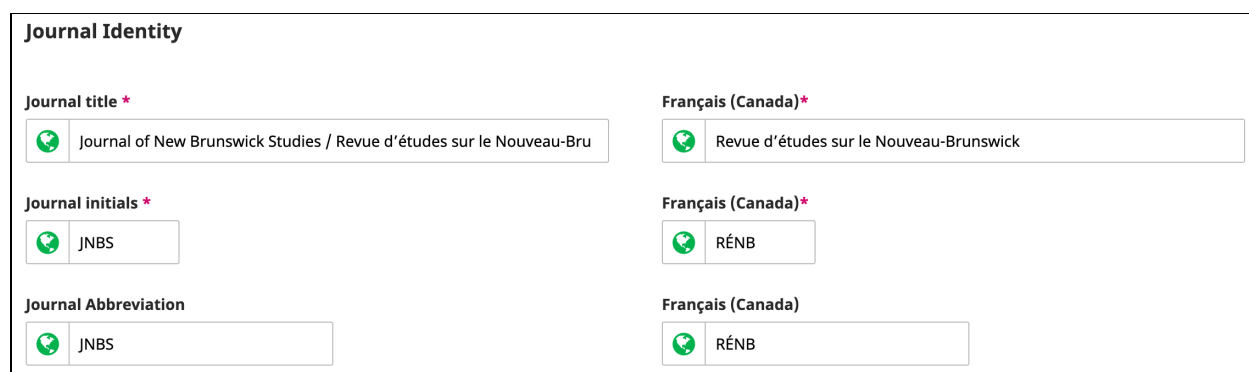 Journal Identity
Journal title * Français (Canada)*
Journal of New Brunswick Studies / Revue d’études sur le Nouveau-Bru Revue d’études sur le Nouveau-Brunswick
Journal initials * Français (Canada)*
JNBS RÉNB
Journal Abbreviation Français (Canada)
JNBS RÉNB